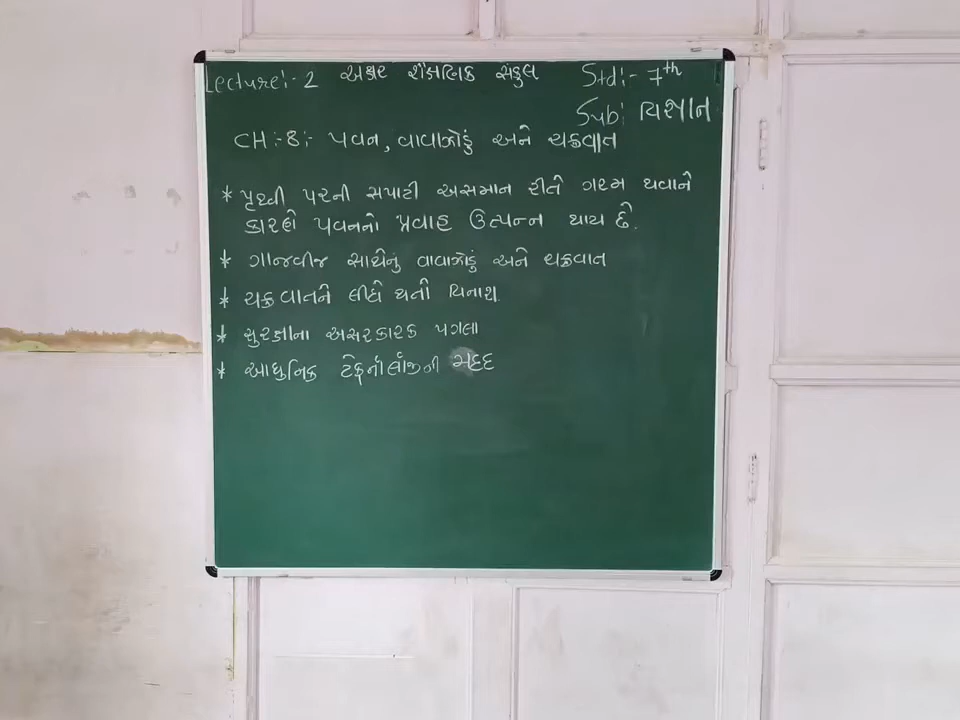 Lecture:- 2 અક્ષર શૈક્ષણિક સંકુલ Std:- 7th
Sub: વિજ્ઞાન
CH:-8:- પવન, વાવાઝોડું અને ચક્રવાત
* પૃથ્વી પરની સપાટી અસમાન રીતે ગરમ થવાને
કારણે પવનનો પ્રવાહ ઉત્પન્ન થાય છે.
* ગાજવીજ સાથેનું વાવાઝોડું અને ચક્રવાત
* ચક્રવાતને લીધે થતો વિનાશ.
* સુરક્ષાના અસરકારક પગલા
* આધુનિક ટેકનોલૉજીની મદદ